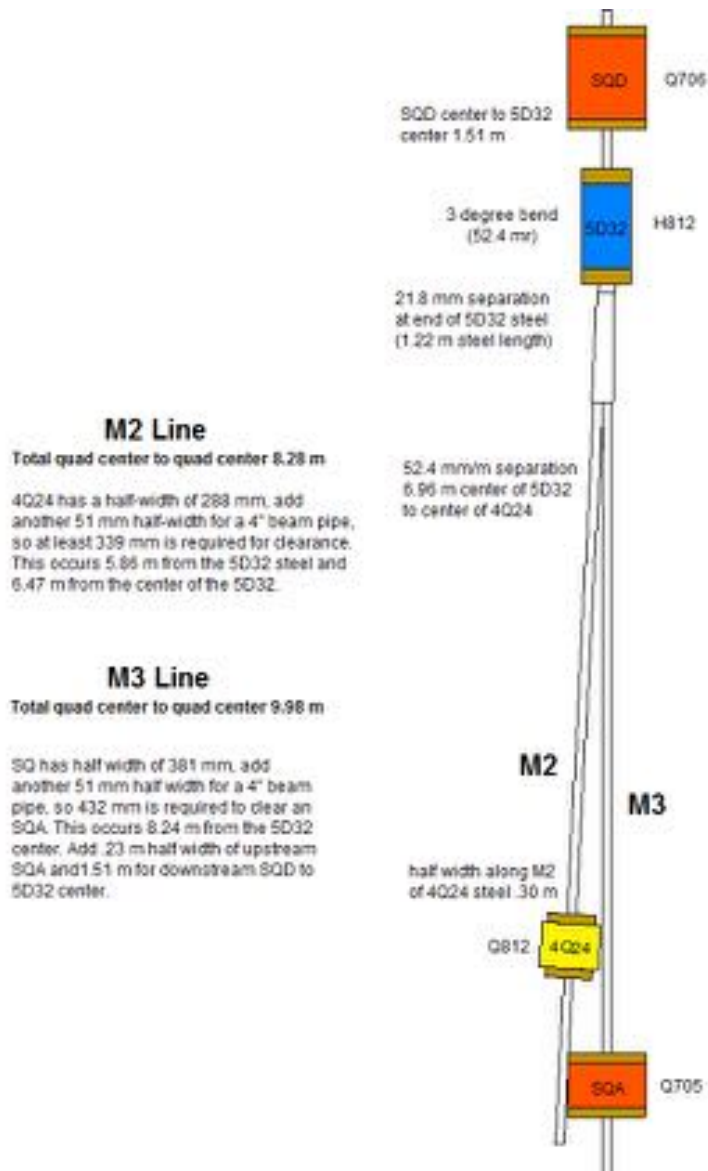 SQD
Q706
SQD center to 5D32
center 1.51 m
3 degree bend
(52.4 mr)
5D32
H812
21.8 mm separation
at end of 5D32 steel
(1.22 m steel length)
M2 Line
Total quad center to quad center 8.28 m
4Q24 has a half-width of 288 mm, add
another 51 mm half-width for a 4" beam pipe,
so at least 339 mm is required for clearance.
This occurs 5.86 m from the 5D32 steel and
6.47 m from the center of the 5D32.
52.4 mm/m separation
6.96 m center of 5D32
to center of 4Q24
M3 Line
Total quad center to quad center 9.98 m
SQ has half width of 381 mm, add
another 51 mm half width for a 4" beam
pipe, so 432 mm is required to clear an
SQA. This occurs 8.24 m from the 5D32
center. Add .23 m half width of upstream
SQA and 1.51 m for downstream SQD to
5D32 center.
M2
M3
half width along M2
of 4Q24 steel .30 m
Q812
4Q24
SQA
Q705